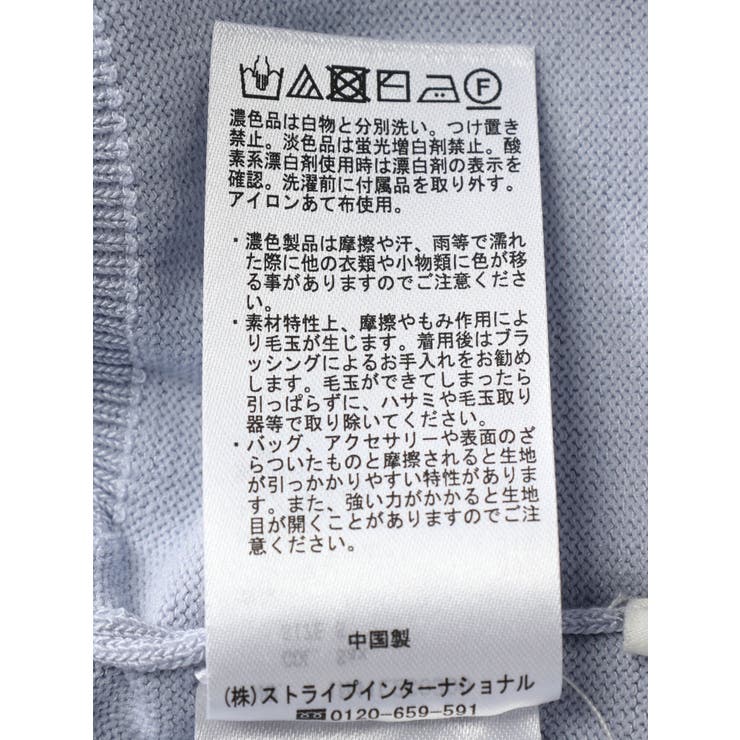 F
濃色品は白物と分別洗い。つけ置き
禁止。淡色品は蛍光増白剤禁止。酸
素系漂白剤使用時は漂白剤の表示を
確認。洗濯前に付属品を取り外す。
アイロンあて布使用。
・濃色製品は摩擦や汗、雨等で濡れ
た際に他の衣類や小物類に色が移
る事がありますのでご注意くださ
い。
・素材特性上、摩擦やもみ作用によ
り毛玉が生じます。着用後はブラ
ッシングによるお手入れをお勧め
します。毛玉ができてしまったら
引っぱらずに、ハサミや毛玉取り
器等で取り除いてください。
・バッグ、アクセサリーや表面のざ
らついたものと摩擦されると生地
が引っかかりやすい特性がありま
す。また、強い力がかかると生地
目が開くことがありますのでご注
意ください。
中国製
(株)ストライプインターナショナル
0120-659-591